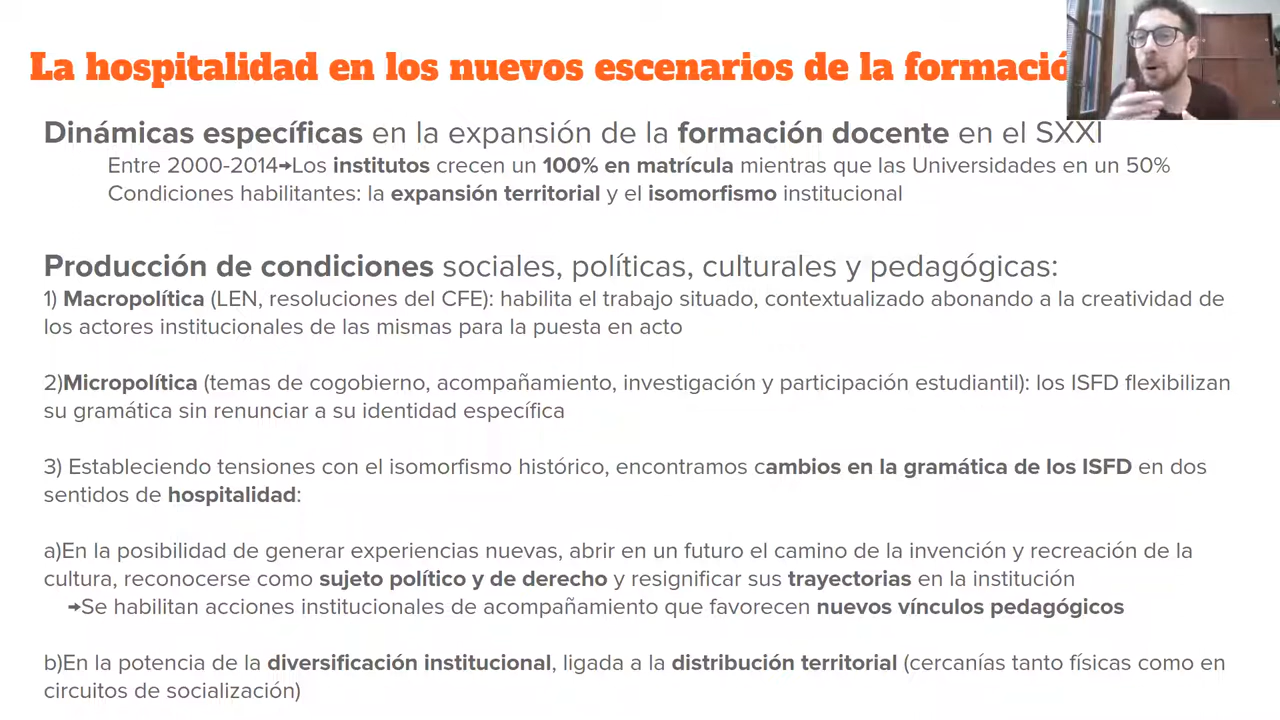 La hospitalidad en los nuevos escenarios de la formació
Dinámicas específicas en la expansión de la formación docente en el SXXI
Entre 2000-2014→Los institutos crecen un 100% en matrícula mientras que las Universidades en un 50%
Condiciones habilitantes: la expansión territorial y el isomorfismo institucional
Producción de condiciones sociales, políticas, culturales y pedagógicas:
1) Macropolítica (LEN, resoluciones del CFE): habilita el trabajo situado, contextualizado abonando a la creatividad de
los actores institucionales de las mismas para la puesta en acto
2)Micropolítica (temas de cogobierno, acompañamiento, investigación y participación estudiantil): los ISFD flexibilizan
su gramática sin renunciar a su identidad específica
3) Estableciendo tensiones con el isomorfismo histórico, encontramos cambios en la gramática de los ISFD en dos
sentidos de hospitalidad:
a)En la posibilidad de generar experiencias nuevas, abrir en un futuro el camino de la invención y recreación de la
cultura, reconocerse como sujeto político y de derecho y resignificar sus trayectorias en la institución
→Se habilitan acciones institucionales de acompañamiento que favorecen nuevos vínculos pedagógicos
b)En la potencia de la diversificación institucional, ligada a la distribución territorial (cercanías tanto físicas como en
circuitos de socialización)